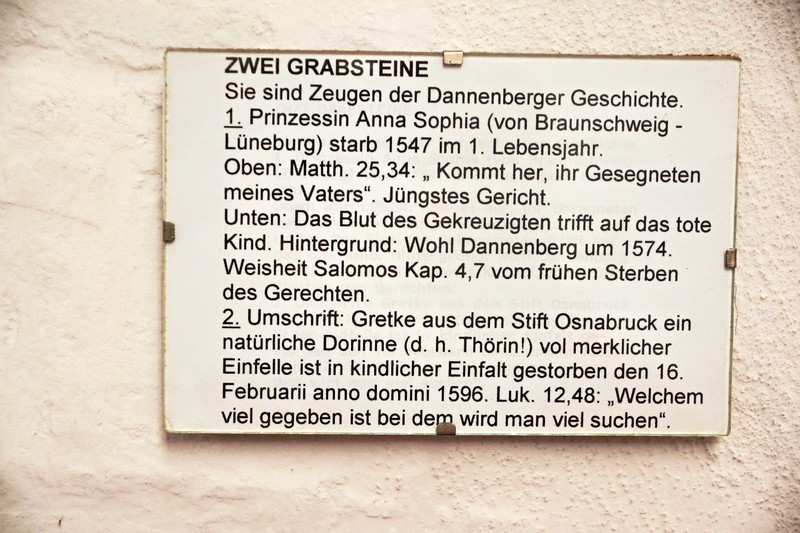 ZWEI GRABSTEINE
Sie sind Zeugen der Dannenberger Geschichte.
1. Prinzessin Anna Sophia (von Braunschweig -
Lüneburg) starb 1547 im 1. Lebensjahr.
Oben: Matth. 25,34: „ Kommt her, ihr Gesegneten
meines Vaters“. Jüngstes Gericht.
Unten: Das Blut des Gekreuzigten trifft auf das tote
Kind. Hintergrund: Wohl Dannenberg um 1574.
Weisheit Salomos Kap. 4,7 vom frühen Sterben
des Gerechten.
2. Umschrift: Gretke aus dem Stift Osnabruck ein
natürliche Dorinne (d. h. Thörin!) vol merklicher
Einfelle ist in kindlicher Einfalt gestorben den 16.
Februarii anno domini 1596. Luk. 12,48: „Welchem
viel gegeben ist bei dem wird man viel suchen“.